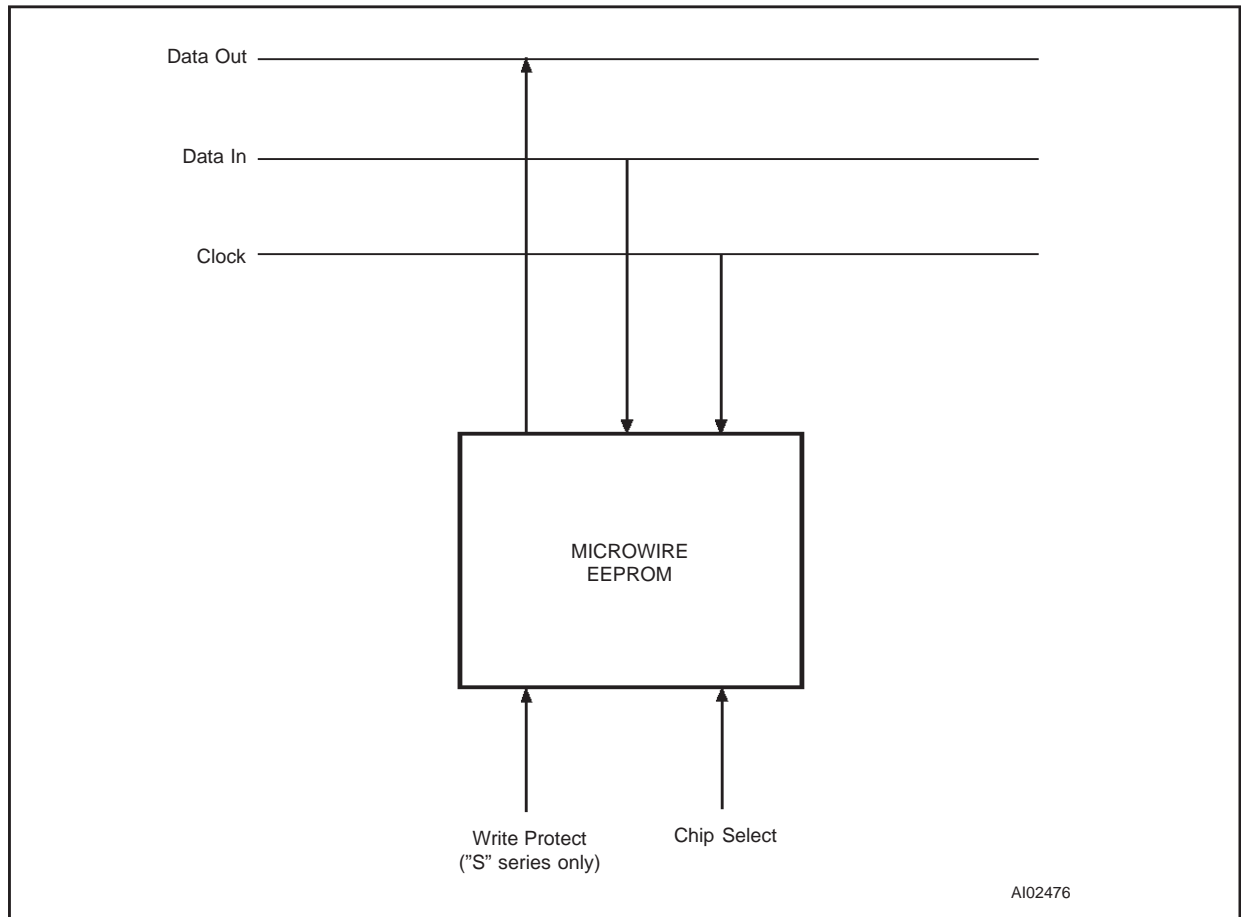 Data Out
Data In
Clock
MICROWIRE
EEPROM
Write Protect
(”S” series only)
Chip Select
AI02476